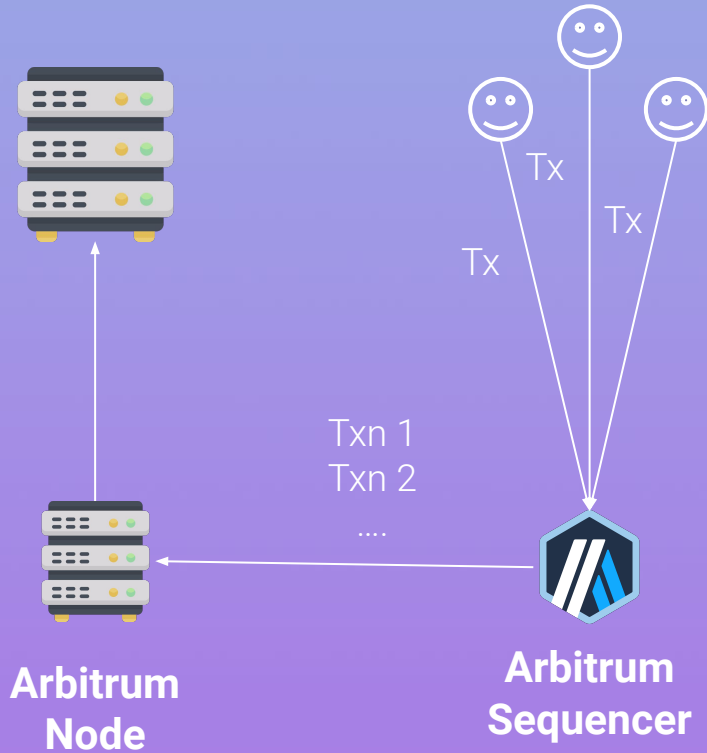 Tx
Tx
Tx
Txn 1
Txn 2
....
Arbitrum
Node
Arbitrum
Sequencer